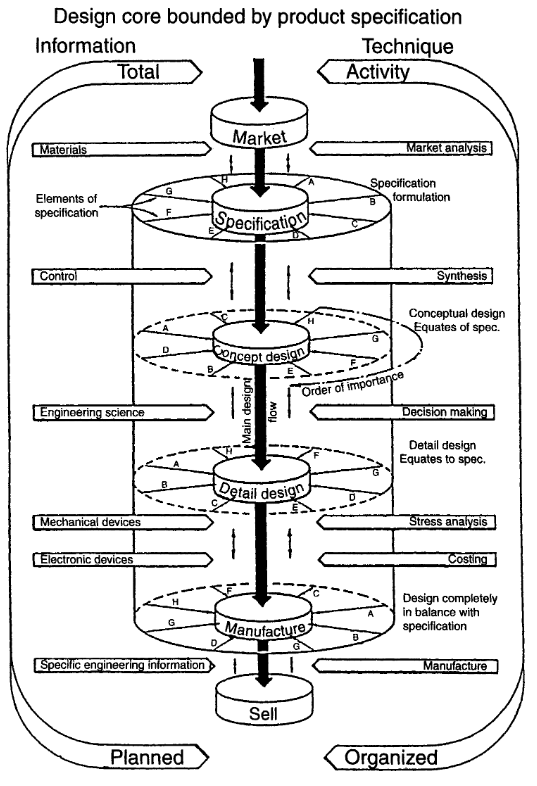 Design core bounded by product specification
Information
Technique
Total
Activity
Market
Materials
Market analysis
H
A
G
B
Specification
formulation
Elements of
specification
F
Specification
C
E
D
Control
Synthesis
C
H
Conceptual design
Equates of spec.
A
G
D
Concept design
F
B
E
Order of importance
Main design
flow
Engineering science
Decision making
Detail design
Equates to spec.
H
F
A
G
B
Detail design
D
C
E
Mechanical devices
Stress analysis
Electronic devices
Costing
F
C
Design completely
in balance with
specification
H
A
G
Manufacture
B
D
G
Specific engineering information
Manufacture
Sell
Planned
Organized